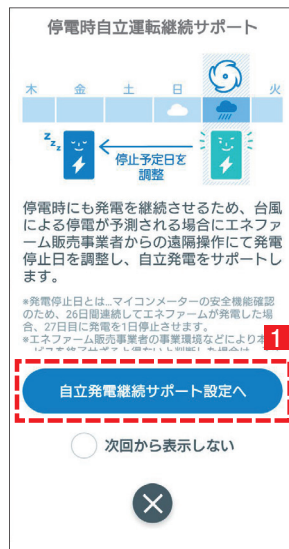 停電時自立運転継続サポート
木 金 土 日 火
z z z
停止予定日を
調整
停電時にも発電を継続させるため、台風
による停電が予測される場合にエネファ
ーム販売事業者からの遠隔操作にて発電
停止日を調整し、自立発電をサポートし
ます。
※発電停止日とは…マイコンメーターの安全機能確認
のため、26日間連続してエネファームが発電した場
合、27日目に発電を1日停止させます。
※エネファーム販売事業者の事業環境などにより本
1
自立発電継続サポート設定へ
次回から表示しない